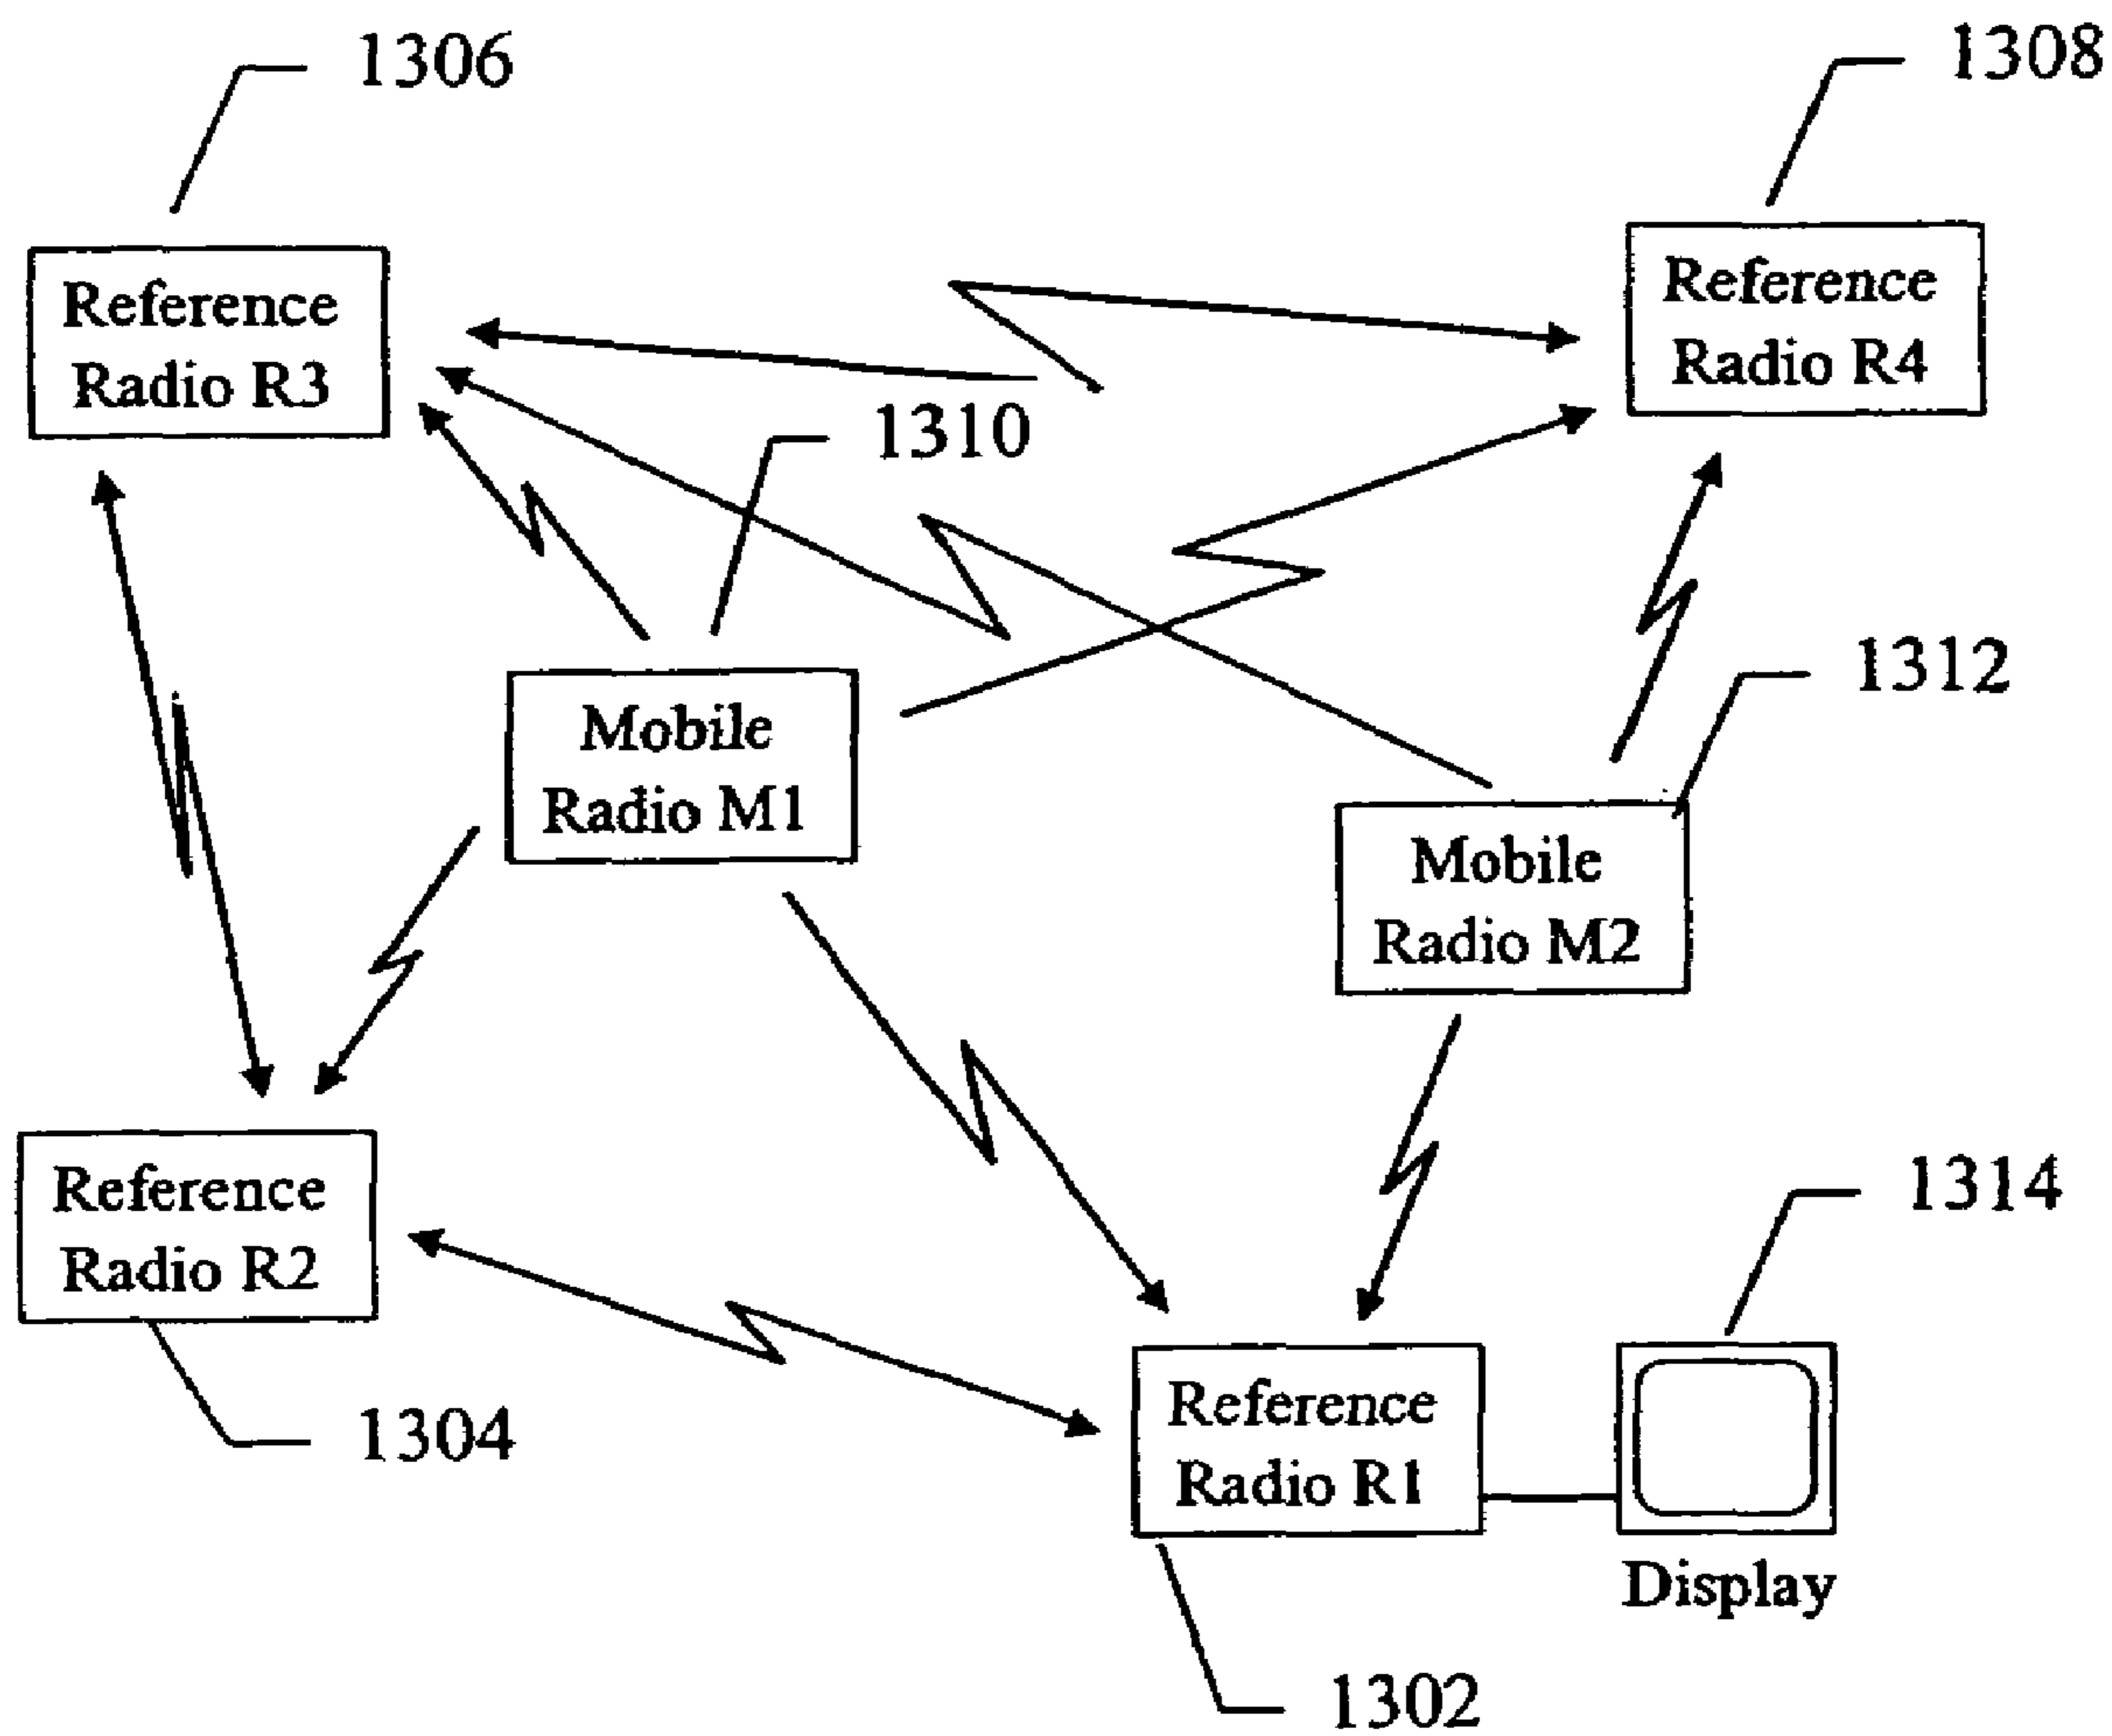 1306
1308
Reference
Radio R3
Reference
Radio R4
1310
1312
Mobile
Radio M1
Mobile
Radio M2
1314
Reference
Radio R2
Reference
Radio R1
1304
Display
1302